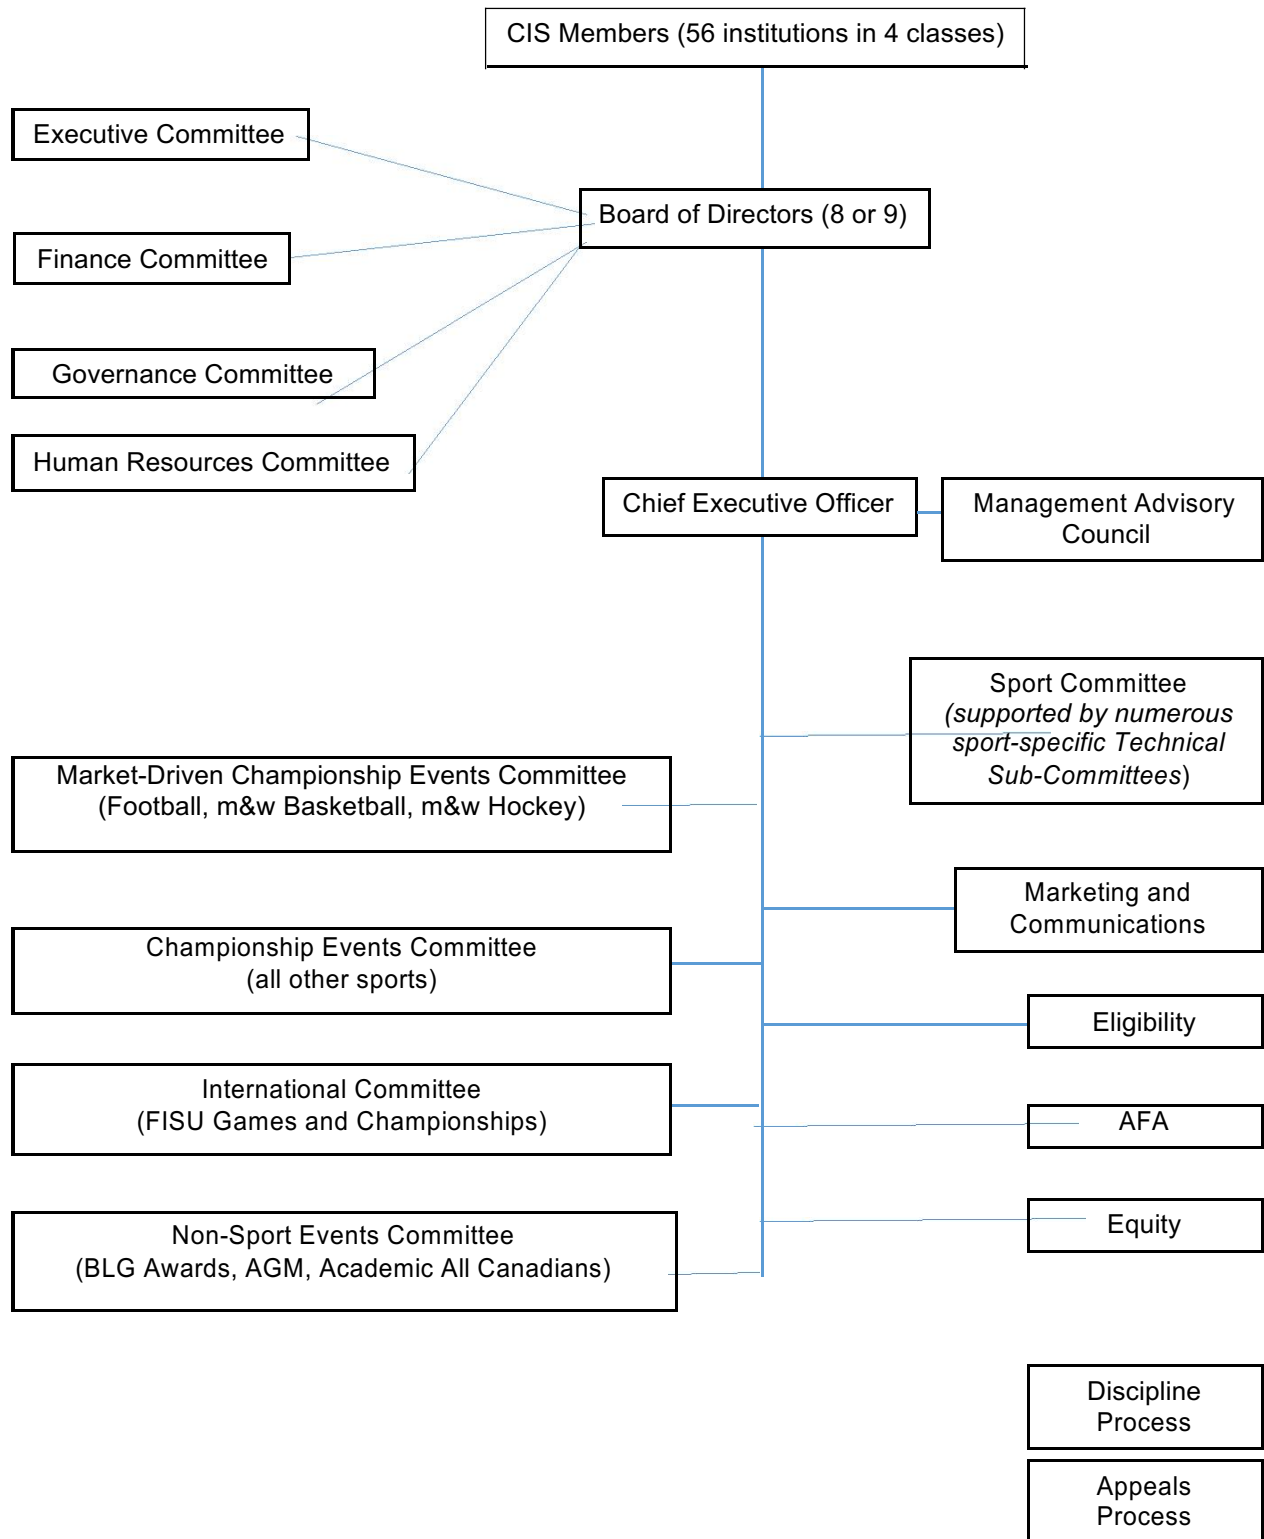 CIS Members (56 institutions in 4 classes)
Executive Committee
Board of Directors (8 or 9)
Finance Committee
Governance Committee
Human Resources Committee
Chief Executive Officer
Management Advisory
Council
Sport Committee
(supported by numerous
sport-specific Technical
Sub-Committees)
Market-Driven Championship Events Committee
(Football, m&w Basketball, m&w Hockey)
Marketing and
Communications
Championship Events Committee
(all other sports)
Eligibility
International Committee
(FISU Games and Championships)
AFA
Equity
Non-Sport Events Committee
(BLG Awards, AGM, Academic All Canadians)
Discipline
Process
Appeals
Process